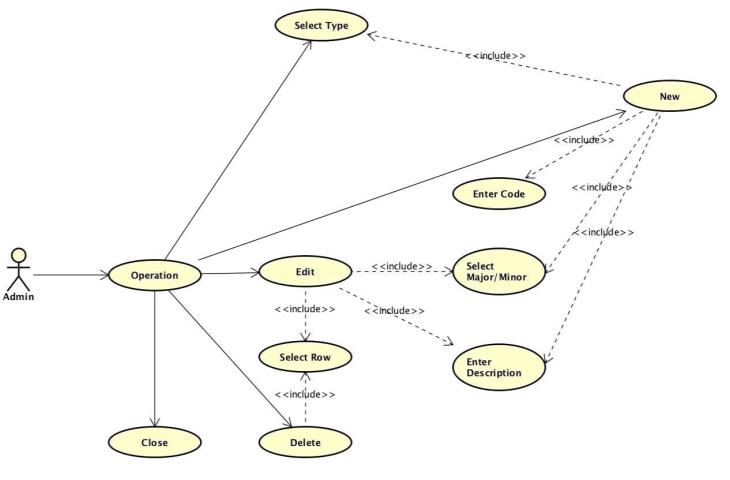 Select Type
<<include>>
New
<<include>>
Enter Code
<<include>>
<<include>>
Admin
Operation
Edit
<<include>>
Select
Major/Minor
<<include>>
<<include>>
Select Row
Enter
Description
<<include>>
Close
Delete